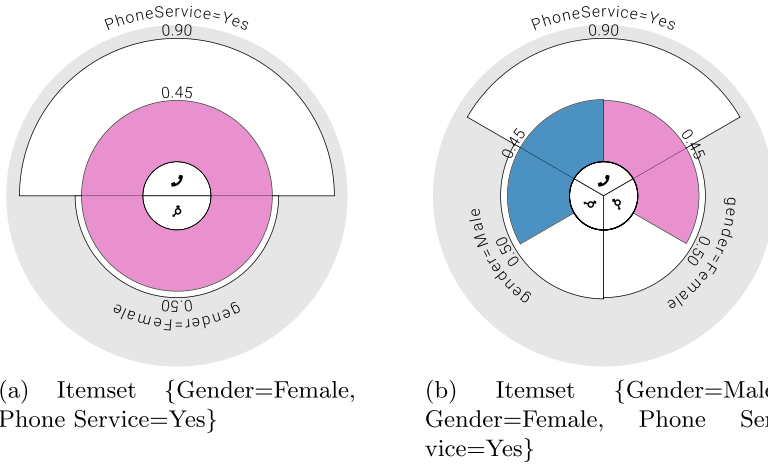 PhoneService=Yes
0.90
0.45
0.50
gender=Female
(a) Itemset {Gender=Female,
Phone Service=Yes}
PhoneService=Yes
0.90
0.45
0.45
0.50
0.50
gender=Male
gender=Female
(b) Itemset {Gender=Male
Gender=Female, Phone Ser
vice=Yes}